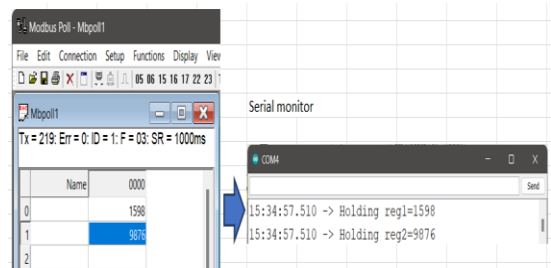 Modbus Poll - Mbpoll1
File Edit Connection Setup Functions Display View
05 06 15 16 17 22 23
Mbpoll1
Tx = 219: Err = 0: ID = 1: F = 03: SR = 1000ms
Name 0000
0 1598
1 9876
2
Serial monitor
COM4
Send
15:34:57.510 -> Holding reg1=1598
15:34:57.510 -> Holding reg2=9876